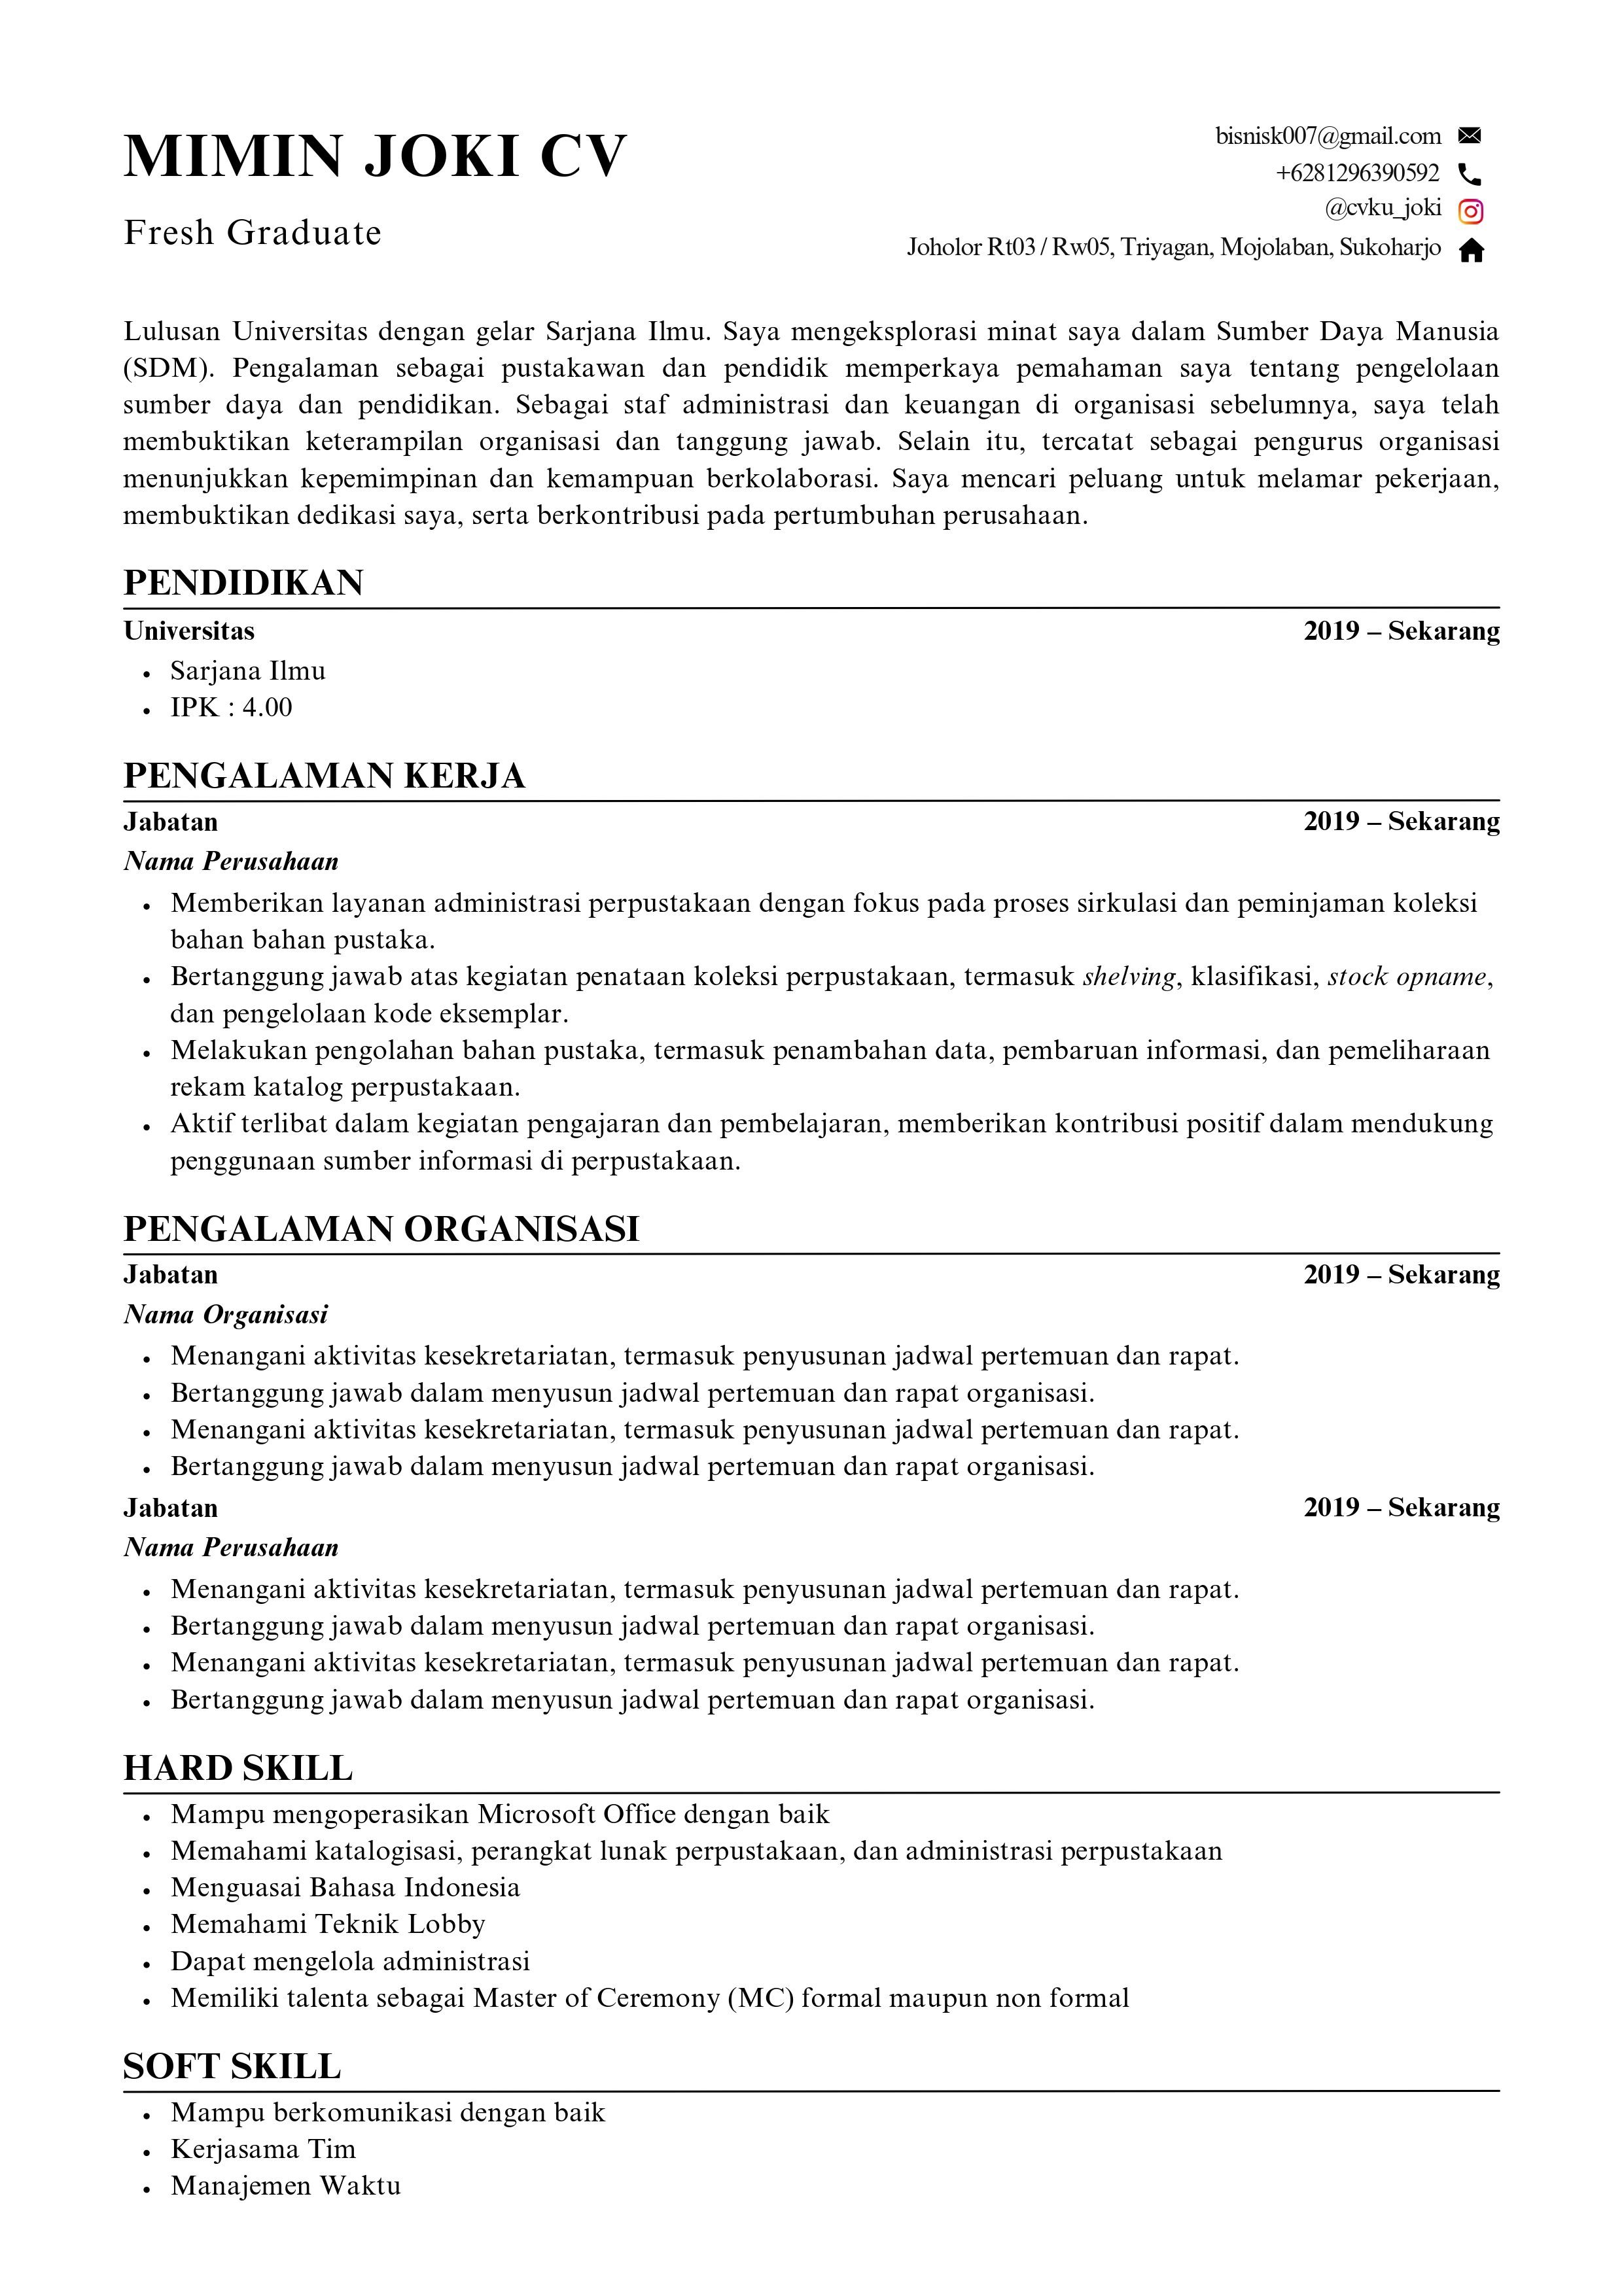 MIMIN JOKI CV
Fresh Graduate
bisnisk007@gmail.com
+6281296390592
@cvku_joki
Joholor Rt03 / Rw05, Triyagan, Mojolaban, Sukoharjo
Lulusan Universitas dengan gelar Sarjana Ilmu. Saya mengeksplorasi minat saya dalam Sumber Daya Manusia
(SDM). Pengalaman sebagai pustakawan dan pendidik memperkaya pemahaman saya tentang pengelolaan
sumber daya dan pendidikan. Sebagai staf administrasi dan keuangan di organisasi sebelumnya, saya telah
membuktikan keterampilan organisasi dan tanggung jawab. Selain itu, tercatat sebagai pengurus organisasi
menunjukkan kepemimpinan dan kemampuan berkolaborasi. Saya mencari peluang untuk melamar pekerjaan,
membuktikan dedikasi saya, serta berkontribusi pada pertumbuhan perusahaan.
PENDIDIKAN
Universitas 2019 – Sekarang
• Sarjana Ilmu
• IPK : 4.00
PENGALAMAN KERJA
Jabatan 2019 – Sekarang
Nama Perusahaan
• Memberikan layanan administrasi perpustakaan dengan fokus pada proses sirkulasi dan peminjaman koleksi
bahan bahan pustaka.
• Bertanggung jawab atas kegiatan penataan koleksi perpustakaan, termasuk shelving, klasifikasi, stock opname,
dan pengelolaan kode eksemplar.
• Melakukan pengolahan bahan pustaka, termasuk penambahan data, pembaruan informasi, dan pemeliharaan
rekam katalog perpustakaan.
• Aktif terlibat dalam kegiatan pengajaran dan pembelajaran, memberikan kontribusi positif dalam mendukung
penggunaan sumber informasi di perpustakaan.
PENGALAMAN ORGANISASI
Jabatan 2019 – Sekarang
Nama Organisasi
• Menangani aktivitas kesekretariatan, termasuk penyusunan jadwal pertemuan dan rapat.
• Bertanggung jawab dalam menyusun jadwal pertemuan dan rapat organisasi.
• Menangani aktivitas kesekretariatan, termasuk penyusunan jadwal pertemuan dan rapat.
• Bertanggung jawab dalam menyusun jadwal pertemuan dan rapat organisasi.
Jabatan 2019 – Sekarang
Nama Perusahaan
• Menangani aktivitas kesekretariatan, termasuk penyusunan jadwal pertemuan dan rapat.
• Bertanggung jawab dalam menyusun jadwal pertemuan dan rapat organisasi.
• Menangani aktivitas kesekretariatan, termasuk penyusunan jadwal pertemuan dan rapat.
• Bertanggung jawab dalam menyusun jadwal pertemuan dan rapat organisasi.
HARD SKILL
• Mampu mengoperasikan Microsoft Office dengan baik
• Memahami katalogisasi, perangkat lunak perpustakaan, dan administrasi perpustakaan
• Menguasai Bahasa Indonesia
• Memahami Teknik Lobby
• Dapat mengelola administrasi
• Memiliki talenta sebagai Master of Ceremony (MC) formal maupun non formal
SOFT SKILL
• Mampu berkomunikasi dengan baik
• Kerjasama Tim
• Manajemen Waktu